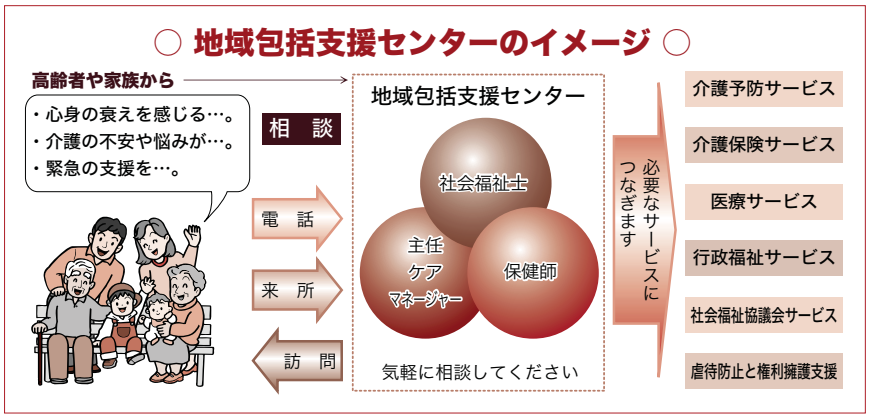 ○ 地域包括支援センターのイメージ ○
高齢者や家族から
・心身の衰えを感じる…。
・介護の不安や悩みが…。
・緊急の支援を…。
相談
電話
来所
訪問
地域包括支援センター
社会福祉士
主任
ケア
マネージャー
保健師
気軽に相談してください
必要なサービスに
つなぎます
介護予防サービス
介護保険サービス
医療サービス
行政福祉サービス
社会福祉協議会サービス
虐待防止と権利擁護支援